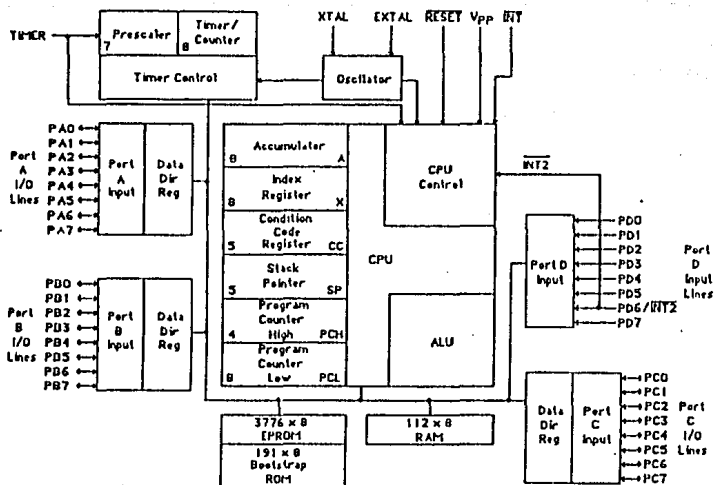 XTAL EXTAL RESET VPP INT
TIMER
Prescaler
7
Timer/
Counter
8
Timer Control
Oscillator
PA0
PA1
PA2
PA3
PA4
PA5
PA6
PA7
Port
A
I/O
Lines
Port
A
Input
Data
Dir
Reg
8 Accumulator A
Index
8 Register X
Condition
Code
5 Register CC
Stack
5 Pointer SP
Program
Counter
4 High PCH
Program
Counter
8 Low PCL
CPU
CPU
Control
ALU
INT2
PB0
PB1
PB2
PB3
PB4
PB5
PB6
PB7
Port
B
I/O
Lines
Port
B
Input
Data
Dir
Reg
Port D
Input
PD0
PD1
PD2
PD3
PD4
PD5
PD6/INT2
PD7
Port
D
Input
Lines
3776 x 8
EPROM
191 x 8
Bootstrap
ROM
112 x 8
RAM
Data
Dir
Reg
Port
C
Input
PC0
PC1
PC2
PC3
PC4
PC5
PC6
PC7
Port
C
I/O
Lines